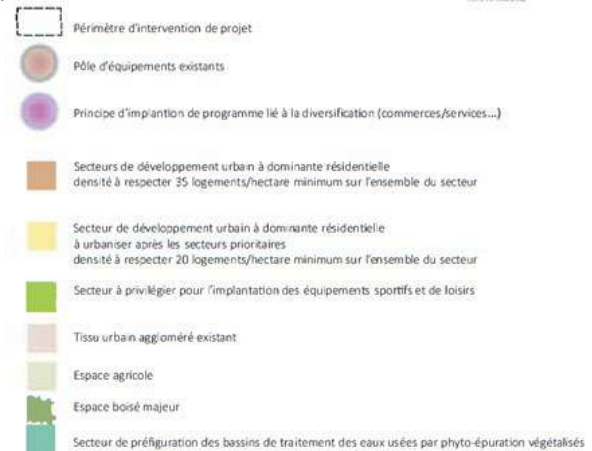 Périmètre d'intervention de projet
Pôle d'équipements existants
Principe d'implantion de programme lié à la diversification (commerces/services...)
Secteurs de développement urbain à dominante résidentielle
densité à respecter 35 logements/hectare minimum sur l'ensemble du secteur
Secteur de développement urbain à dominante résidentielle
à urbaniser après les secteurs prioritaires
densité à respecter 20 logements/hectare minimum sur l'ensemble du secteur
Secteur à privilégier pour l'implantation des équipements sportifs et de loisirs
Tissu urbain aggloméré existant
Espace agricole
Espace boisé majeur
Secteur de préfiguration des bassins de traitement des eaux usées par phyto-épuration végétalisés